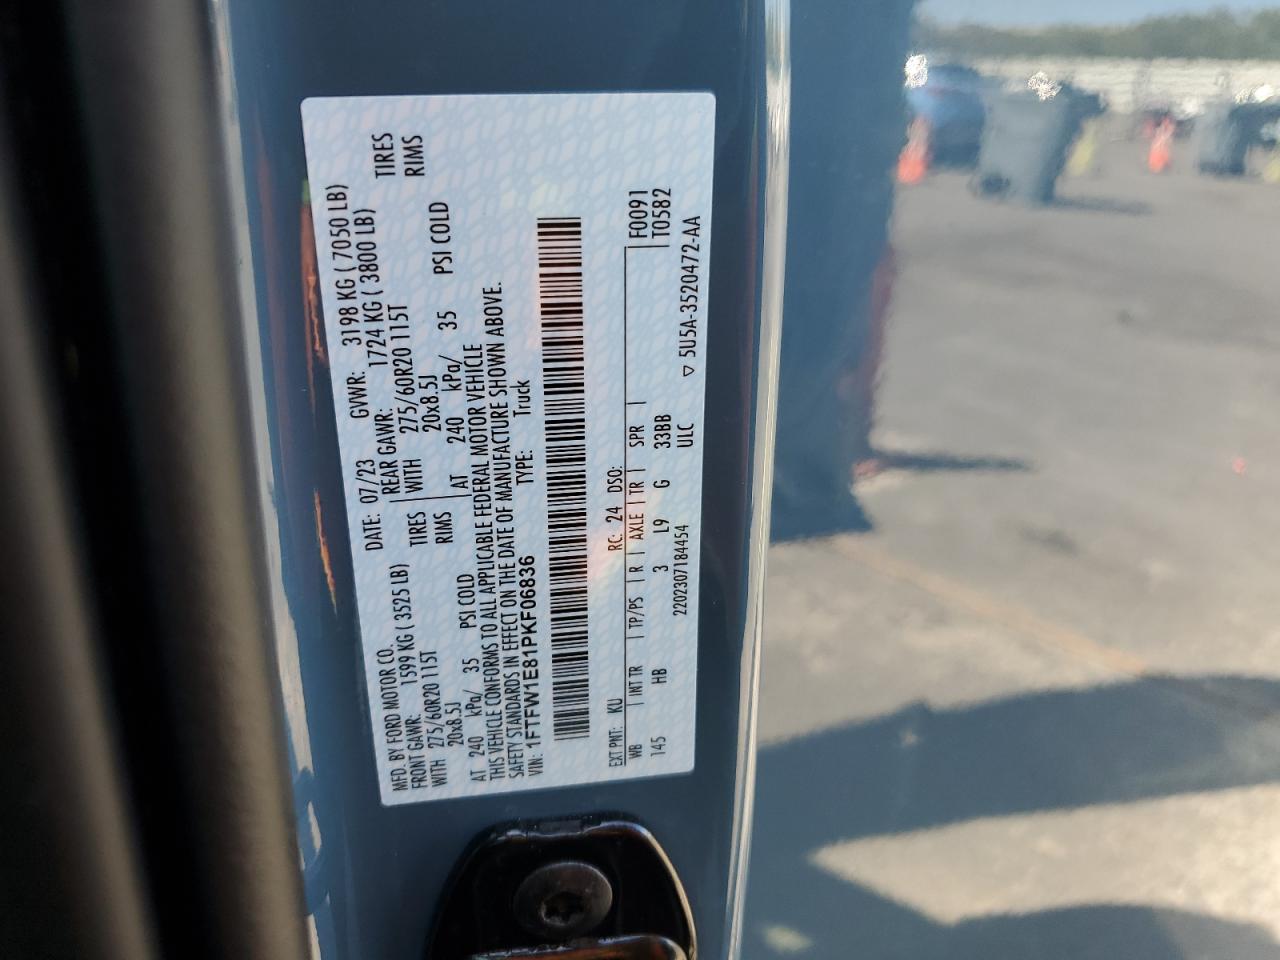 MFD. BY FORD MOTOR CO.
DATE: 07/23 GVWR: 3198 KG ( 7050 LB)
FRONT GAWR: 1599 KG ( 3525 LB)
REAR GAWR: 1724 KG ( 3800 LB)
WITH 275/60R20 115T TIRES
WITH 275/60R20 115T TIRES
20x8.5J RIMS
20x8.5J RIMS
AT 240 kPa/ 35 PSI COLD
AT 240 kPa/ 35 PSI COLD
THIS VEHICLE CONFORMS TO ALL APPLICABLE FEDERAL MOTOR VEHICLE
SAFETY STANDARDS IN EFFECT ON THE DATE OF MANUFACTURE SHOWN ABOVE.
VIN: 1FTFW1E81PKF06836 TYPE: Truck
EXT PNT: KU RC: 24 DSO: F0091
WB | INT TR | TP/PS | R | AXLE | TR | SPR | T0582
145 HB 3 L9 G 33BB
2202307184454 ULC ▽ 5U5A-3520472-AA